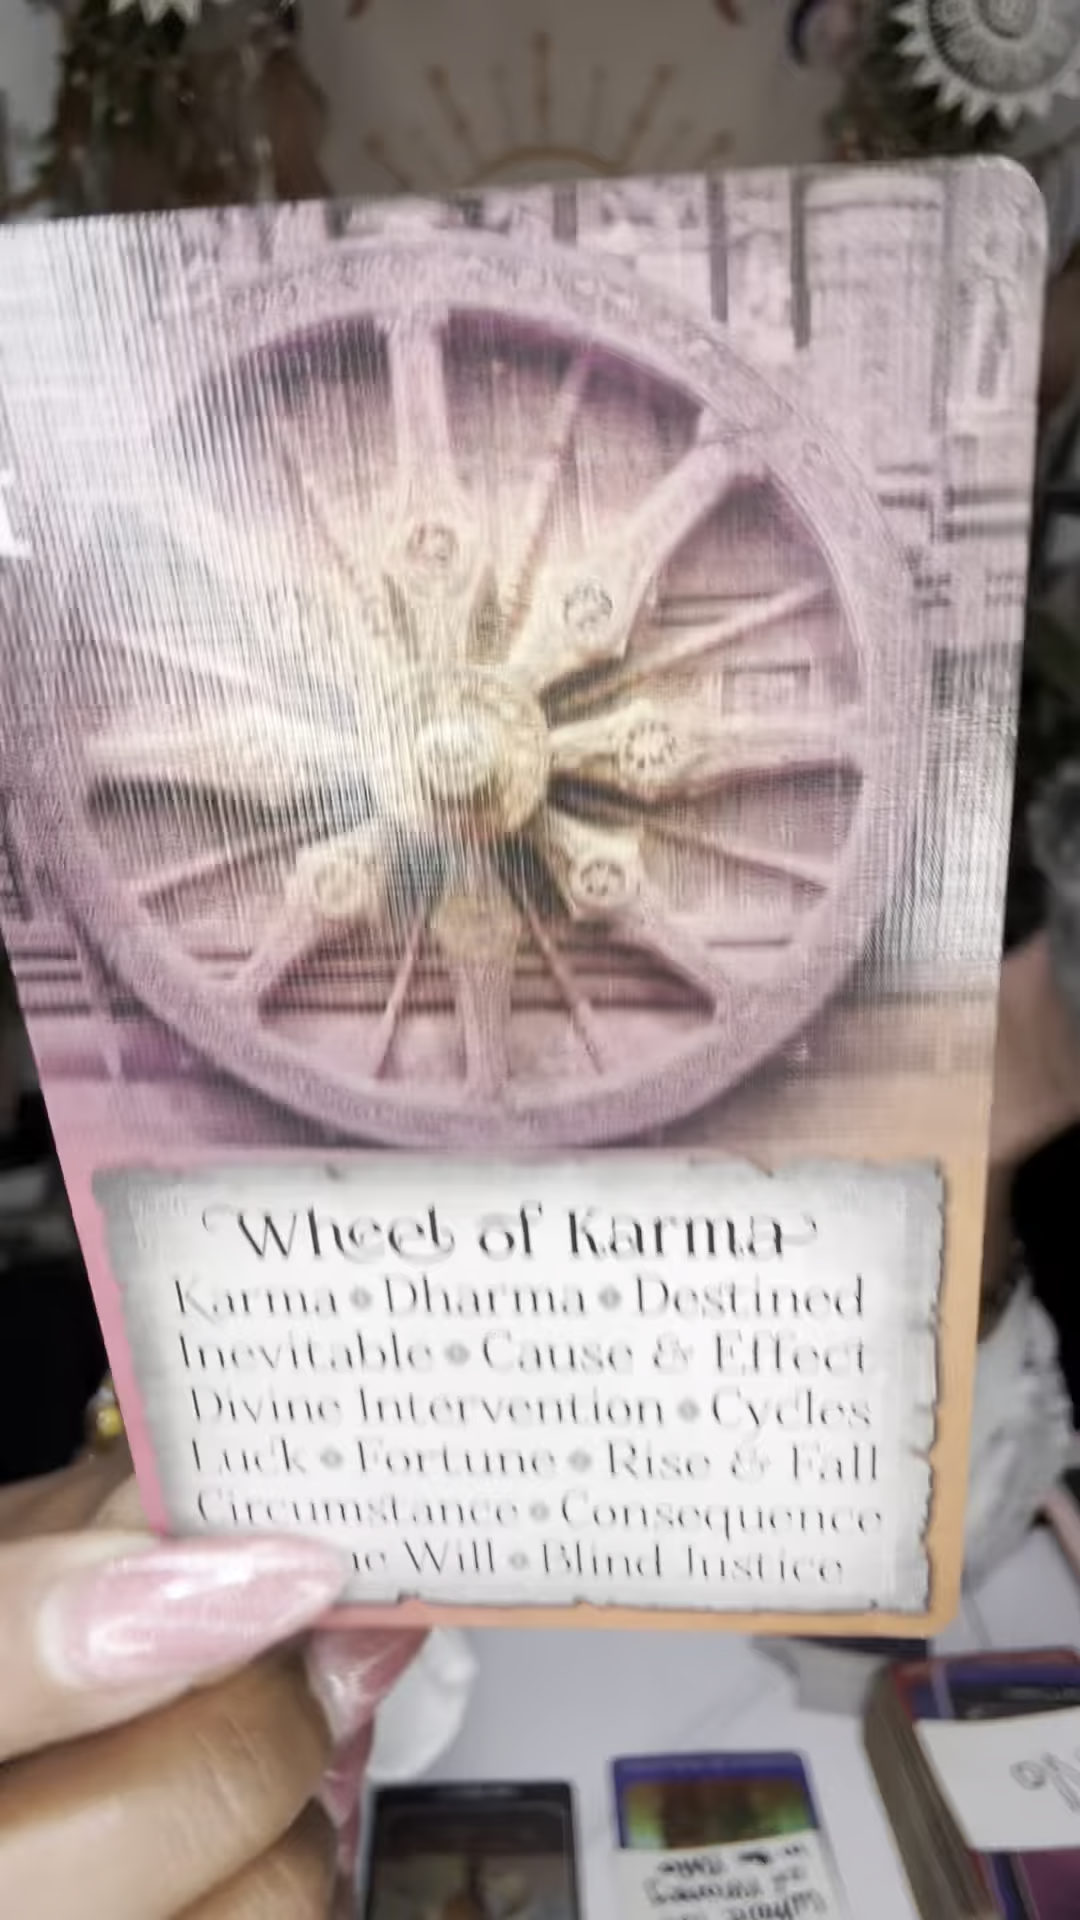 Wheel of Karma
Karma • Dharma • Destined
Inevitable • Cause & Effect
Divine Intervention • Cycles
Luck • Fortune • Rise & Fall
Circumstance • Consequence
Will • Blind Justice